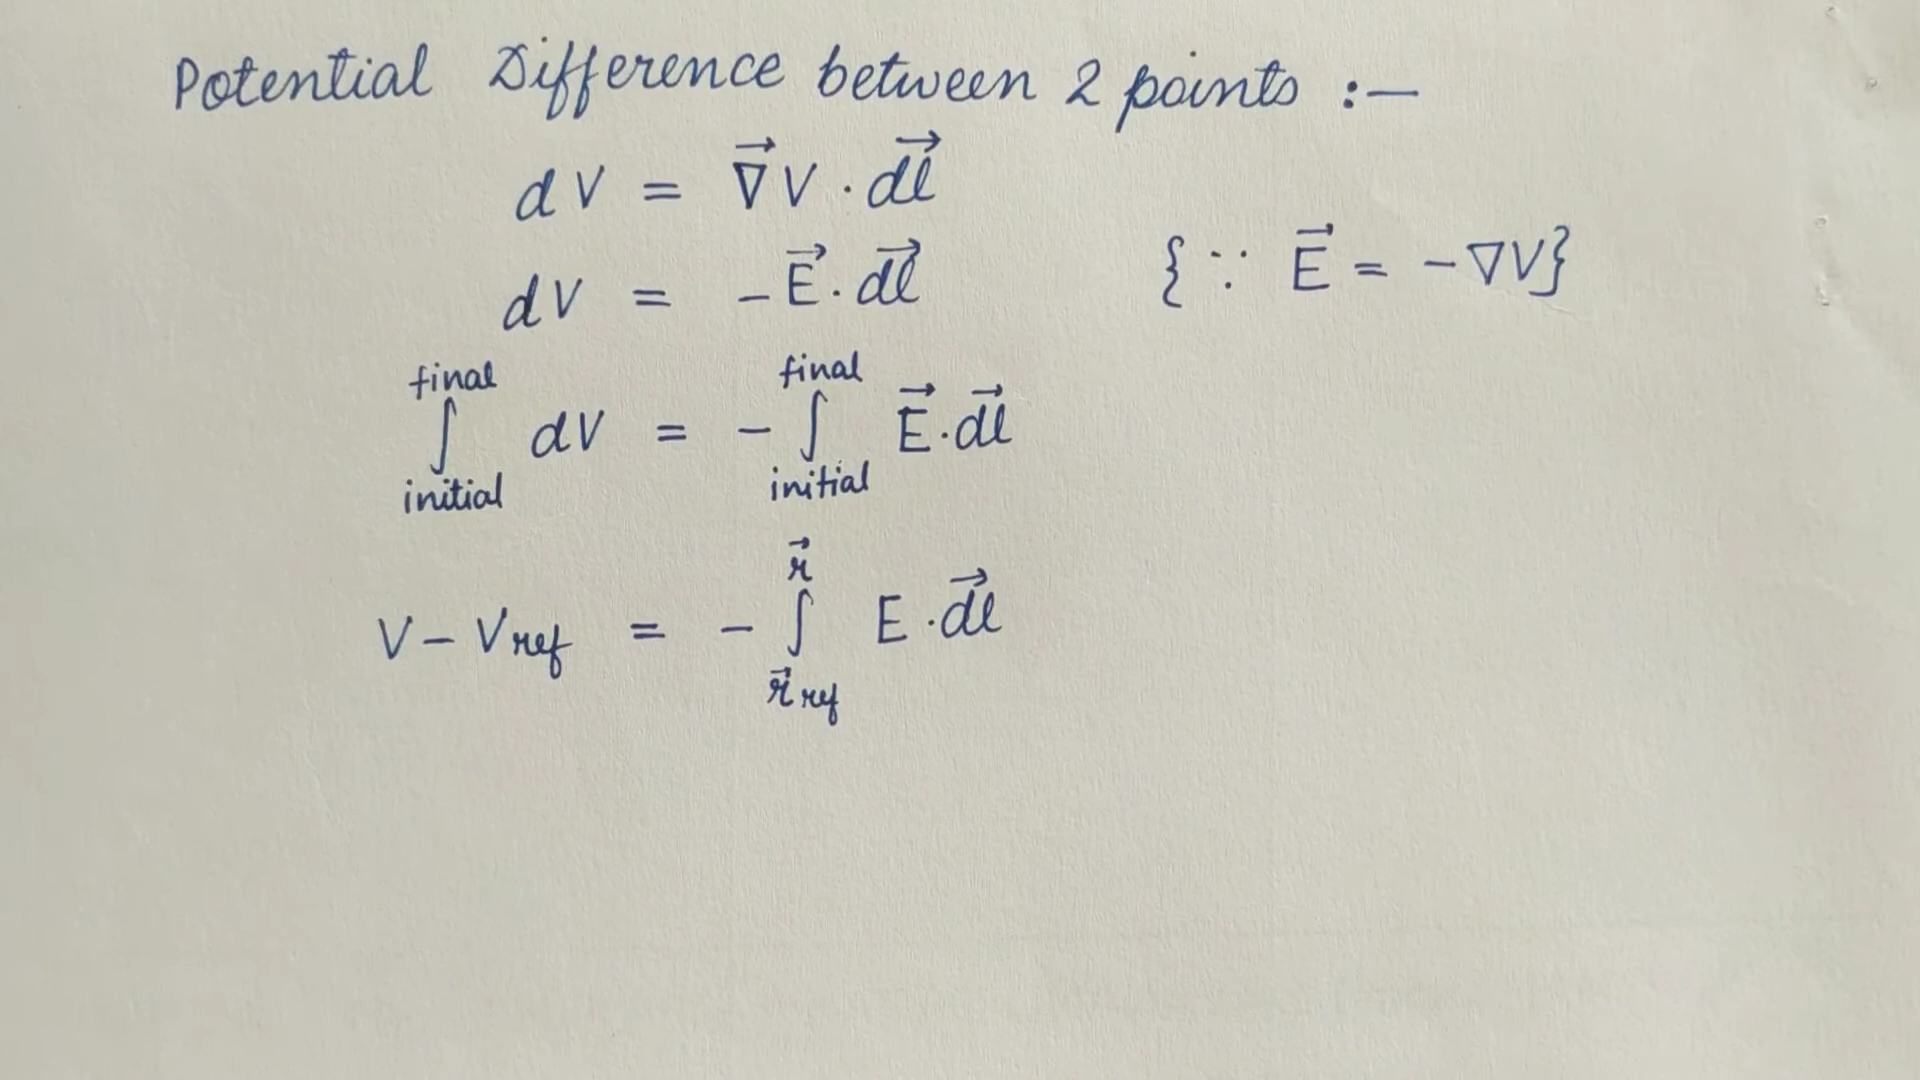 Potential Difference between 2 points :—
dV = ∇⃗V · dl⃗
dV = -E⃗ · dl⃗ {∵ E⃗ = -∇V}
∫_initial^final dV = -∫_initial^final E⃗ · dl⃗
V - Vref = -∫_r⃗ref^r⃗ E · dl⃗